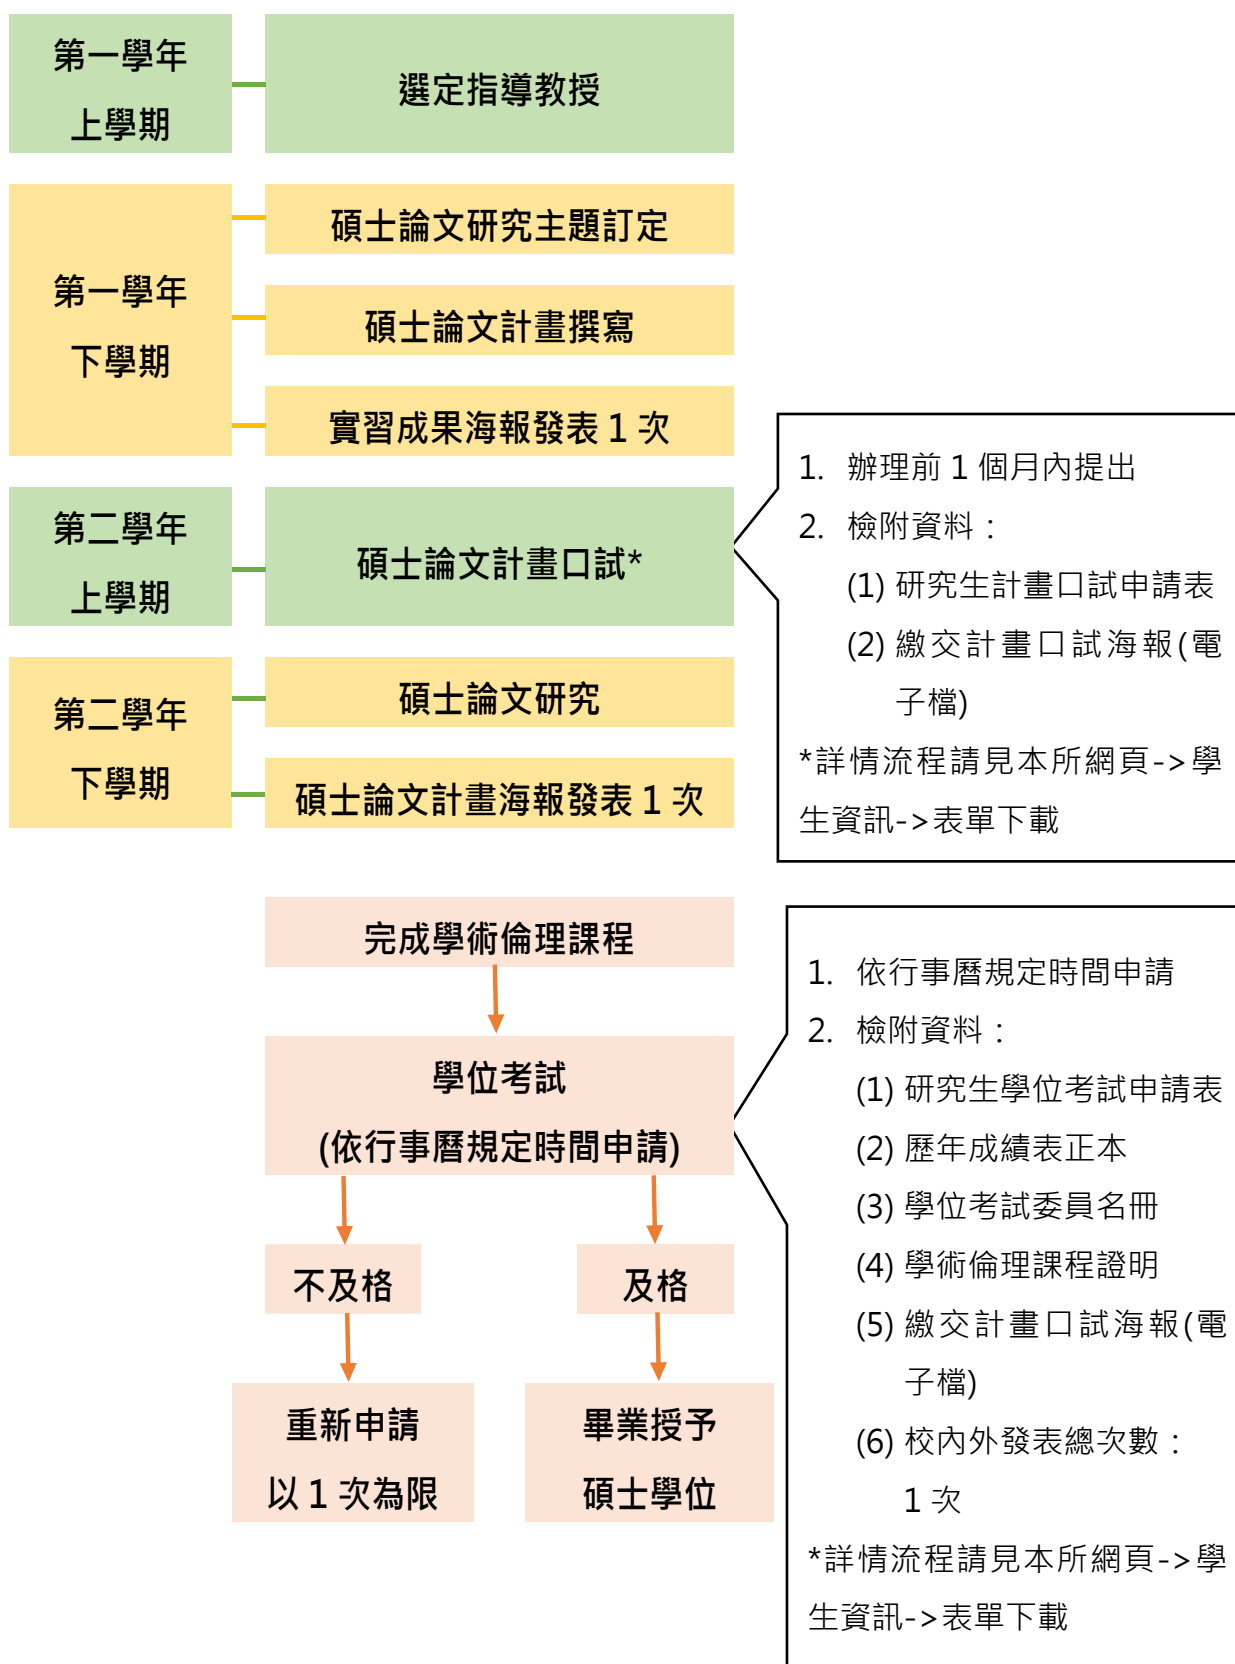 第一學年
上學期
選定指導教授
第一學年
下學期
碩士論文研究主題訂定
碩士論文計畫撰寫
實習成果海報發表 1 次
第二學年
上學期
碩士論文計畫口試*
1. 辦理前 1 個月內提出
2. 檢附資料：
(1) 研究生計畫口試申請表
(2) 繳交計畫口試海報(電
子檔)
*詳情流程請見本所網頁->學
生資訊->表單下載
第二學年
下學期
碩士論文研究
碩士論文計畫海報發表 1 次
完成學術倫理課程
學位考試
(依行事曆規定時間申請)
不及格
及格
重新申請
以 1 次為限
畢業授予
碩士學位
1. 依行事曆規定時間申請
2. 檢附資料：
(1) 研究生學位考試申請表
(2) 歷年成績表正本
(3) 學位考試委員名冊
(4) 學術倫理課程證明
(5) 繳交計畫口試海報(電
子檔)
(6) 校內外發表總次數：
1 次
*詳情流程請見本所網頁->學
生資訊->表單下載